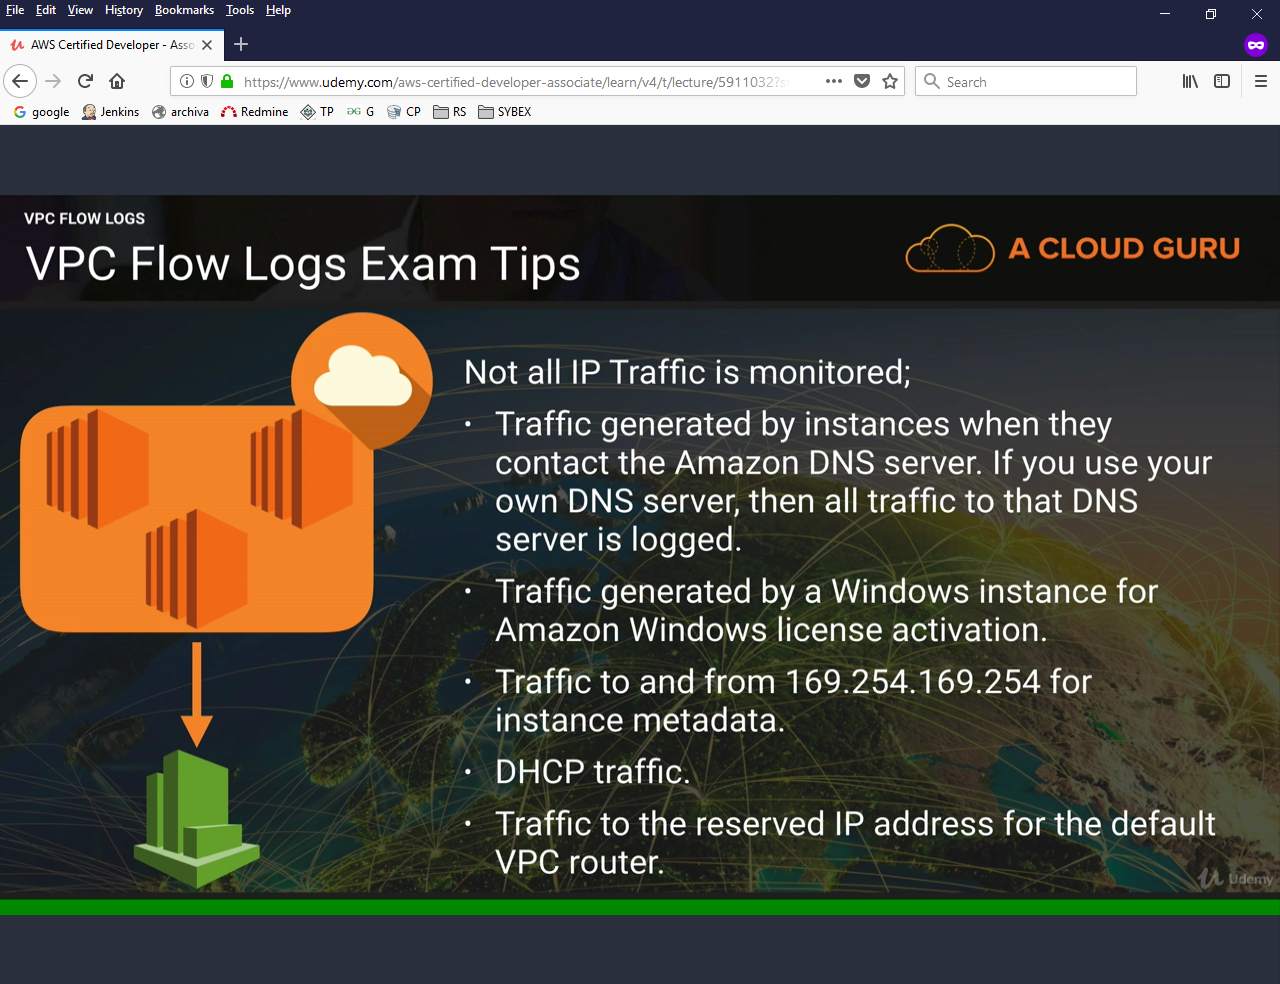 File Edit View History Bookmarks Tools Help
AWS Certified Developer - Asso
https://www.udemy.com/aws-certified-developer-associate/learn/v4/t/lecture/5911032?s
Search
google Jenkins archiva Redmine TP G CP RS SYBEX
VPC FLOW LOGS
VPC Flow Logs Exam Tips
A CLOUD GURU
Not all IP Traffic is monitored;
• Traffic generated by instances when they
contact the Amazon DNS server. If you use your
own DNS server, then all traffic to that DNS
server is logged.
• Traffic generated by a Windows instance for
Amazon Windows license activation.
• Traffic to and from 169.254.169.254 for
instance metadata.
• DHCP traffic.
• Traffic to the reserved IP address for the default
VPC router.
Udemy